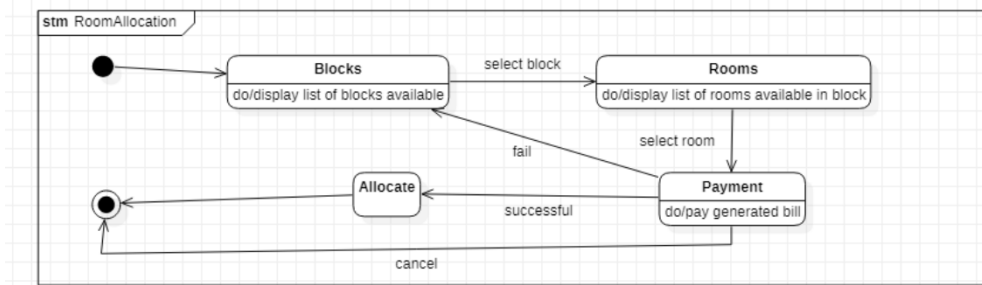 stm RoomAllocation
Blocks
do/display list of blocks available
select block
Rooms
do/display list of rooms available in block
select room
fail
Allocate
successful
Payment
do/pay generated bill
cancel